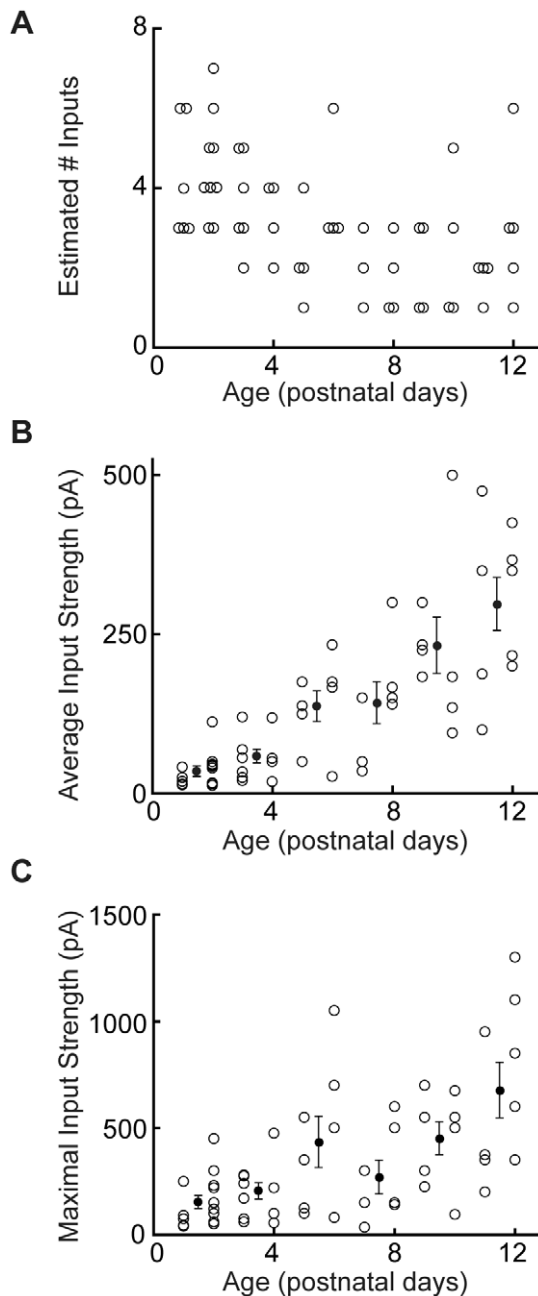 A
8
4
0
Estimated # Inputs
0 4 8 12
Age (postnatal days)
B
500
250
0
Average Input Strength (pA)
0 4 8 12
Age (postnatal days)
C
1500
1000
500
0
Maximal Input Strength (pA)
0 4 8 12
Age (postnatal days)